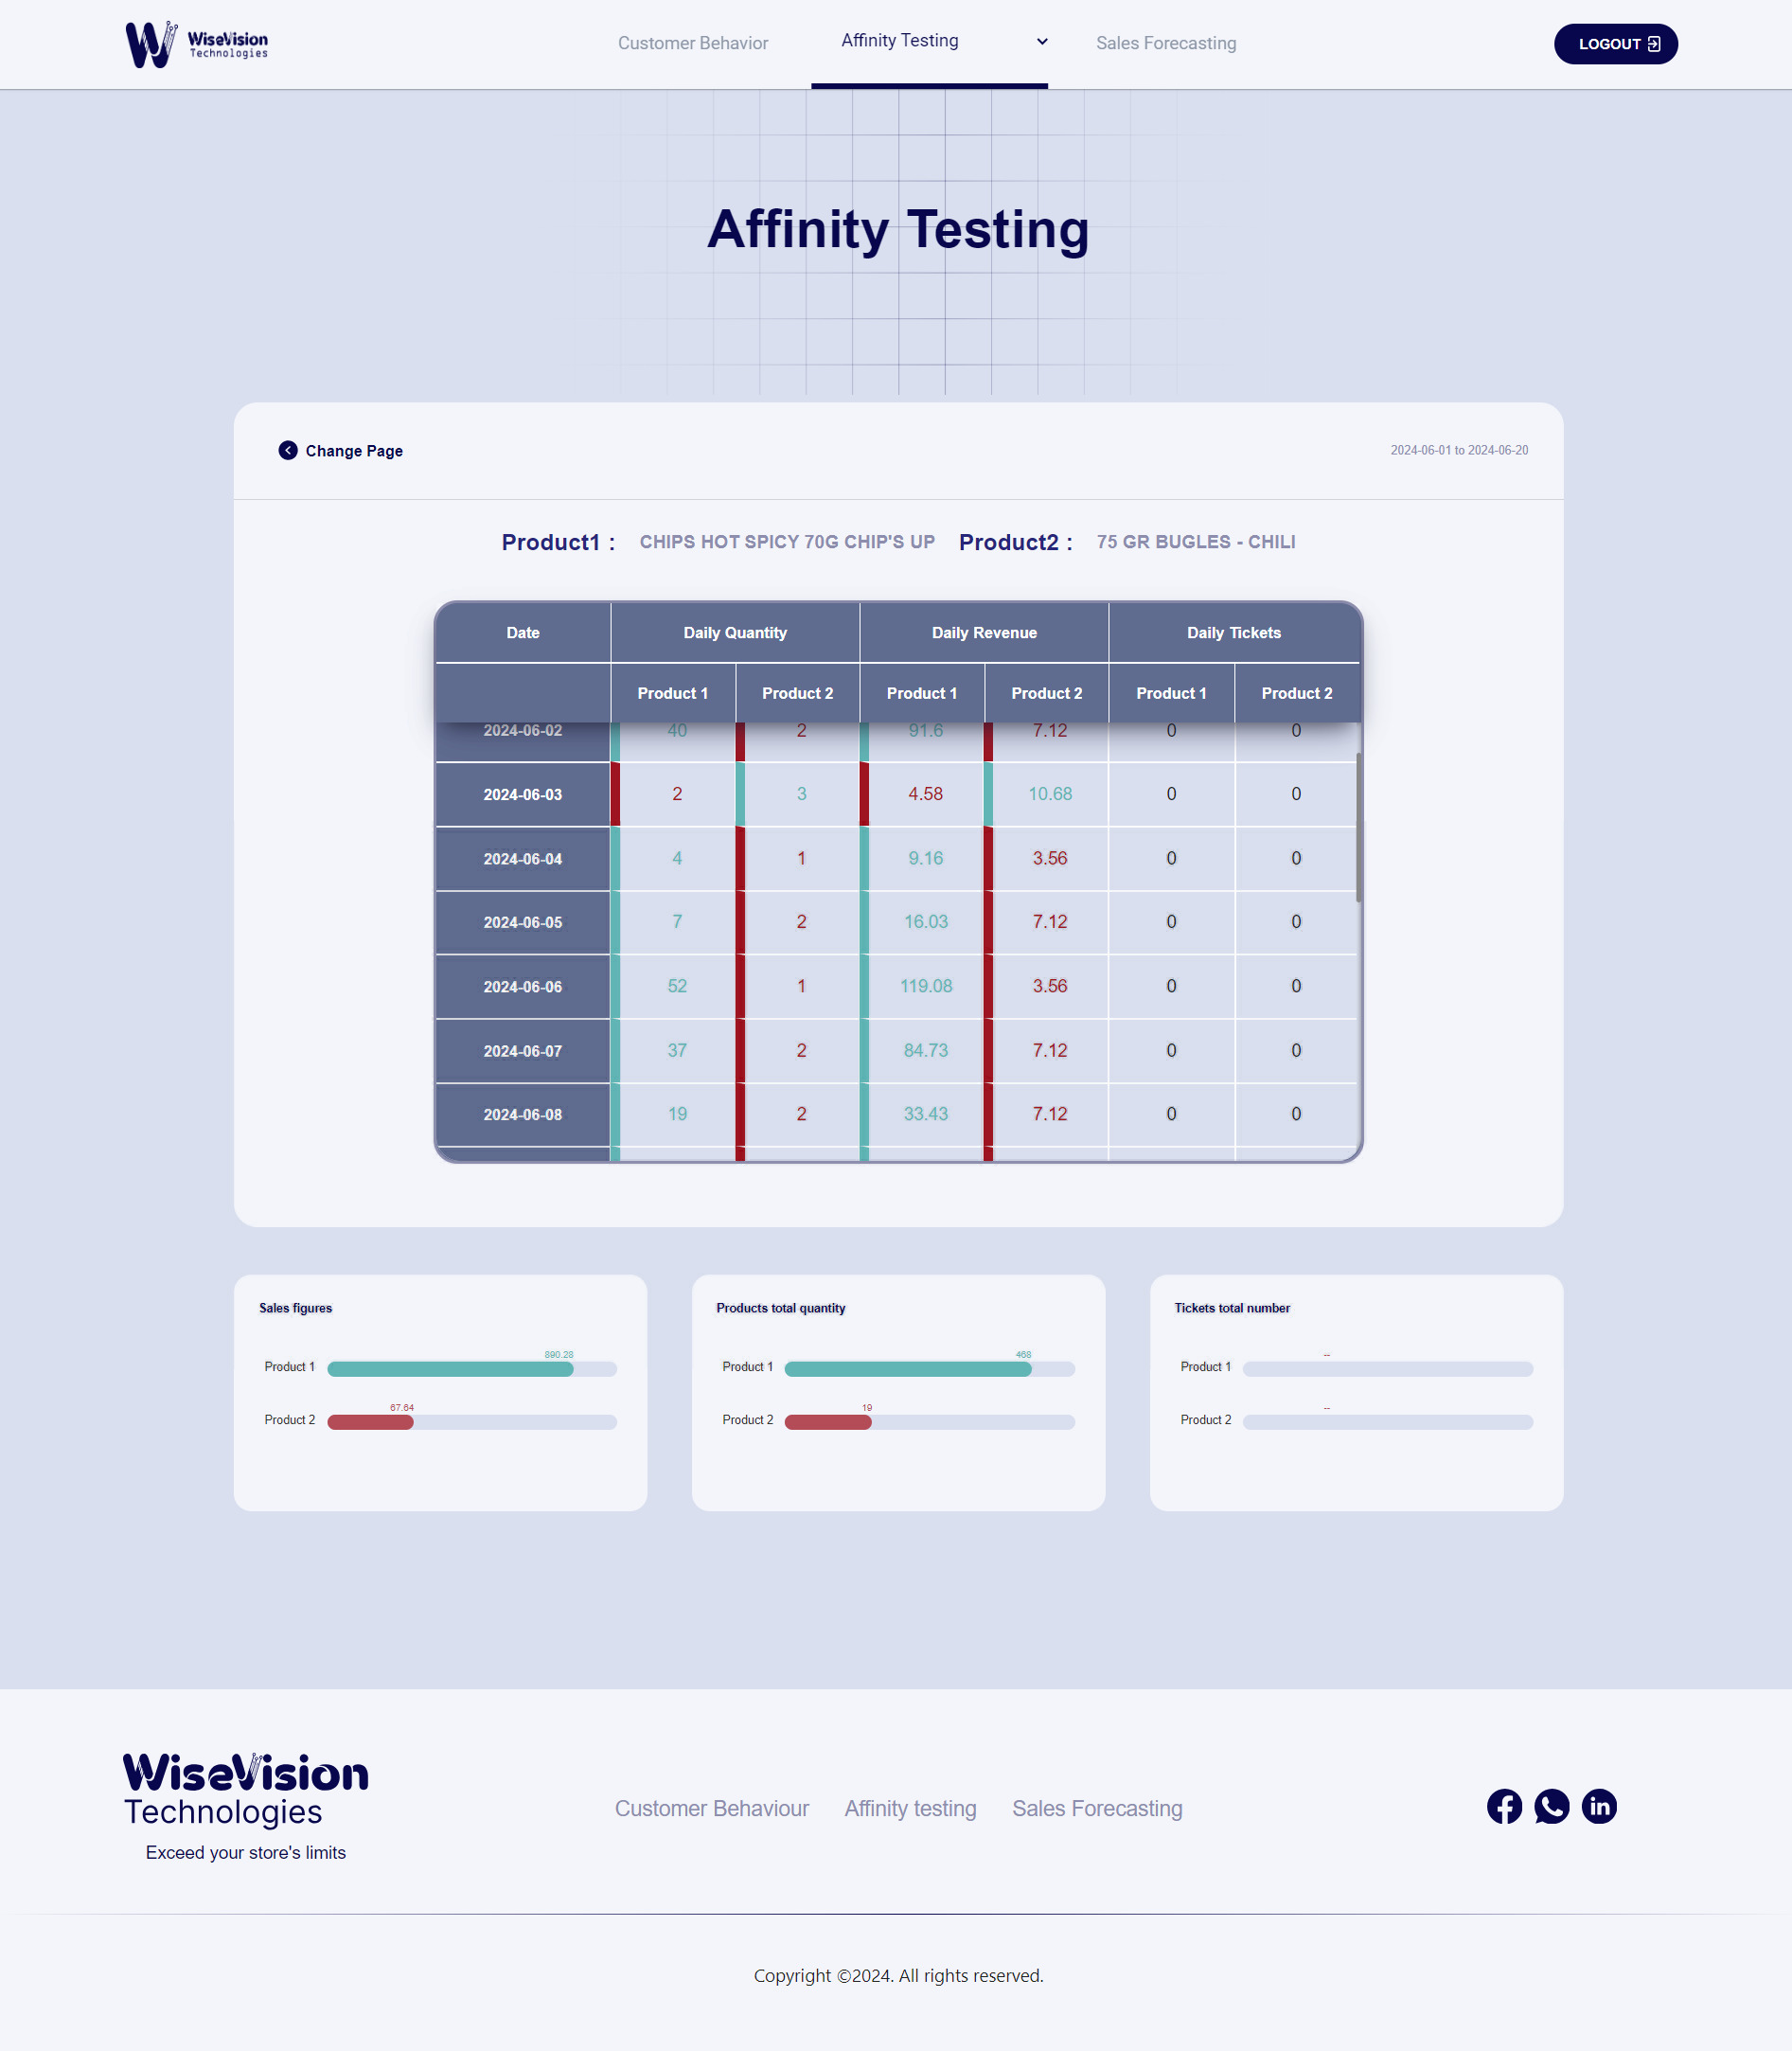 WiseVision
Technologies
Customer Behavior
Affinity Testing
Sales Forecasting
LOGOUT
Affinity Testing
Change Page
2024-06-01 to 2024-06-20
Product1 : CHIPS HOT SPICY 70G CHIP'S UP Product2 : 75 GR BUGLES - CHILI
Date Daily Quantity Daily Revenue Daily Tickets
Product 1 Product 2 Product 1 Product 2 Product 1 Product 2
2024-06-02 40 2 91.6 7.12 0 0
2024-06-03 2 3 4.58 10.68 0 0
2024-06-04 4 1 9.16 3.56 0 0
2024-06-05 7 2 16.03 7.12 0 0
2024-06-06 52 1 119.08 3.56 0 0
2024-06-07 37 2 84.73 7.12 0 0
2024-06-08 19 2 33.43 7.12 0 0
Sales figures
890.28
Product 1
67.64
Product 2
Products total quantity
468
Product 1
19
Product 2
Tickets total number
--
Product 1
--
Product 2
WiseVision
Technologies
Exceed your store's limits
Customer Behaviour
Affinity testing
Sales Forecasting
Copyright ©2024. All rights reserved.